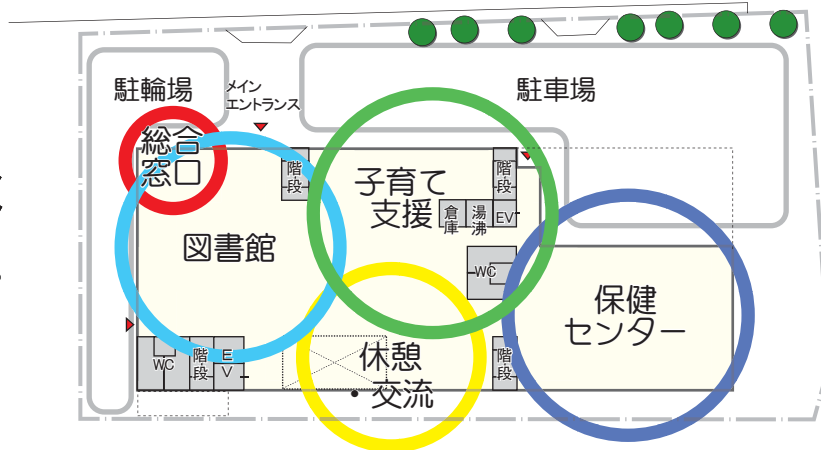 駐輪場
メイン
エントランス
駐車場
総合
窓口
階
段
子育て
支援
階
段
倉
庫
湯
沸
EV
図書館
WC
保健
センター
WC
階
段
E
V
休憩
・交流
階
段